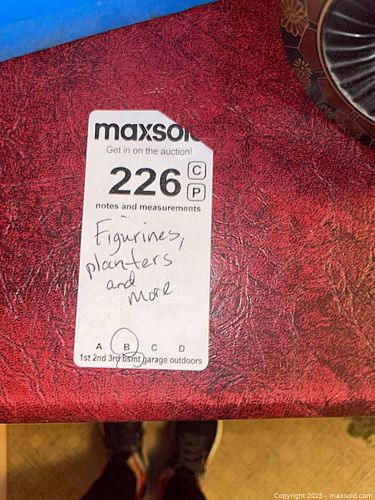 maxsol
Get in on the auction!
226 C
P
notes and measurements
Figurines,
planters
and
more
A B C D
1st 2nd 3rd bsmt garage outdoors
Copyright 2025 - maxsold.com